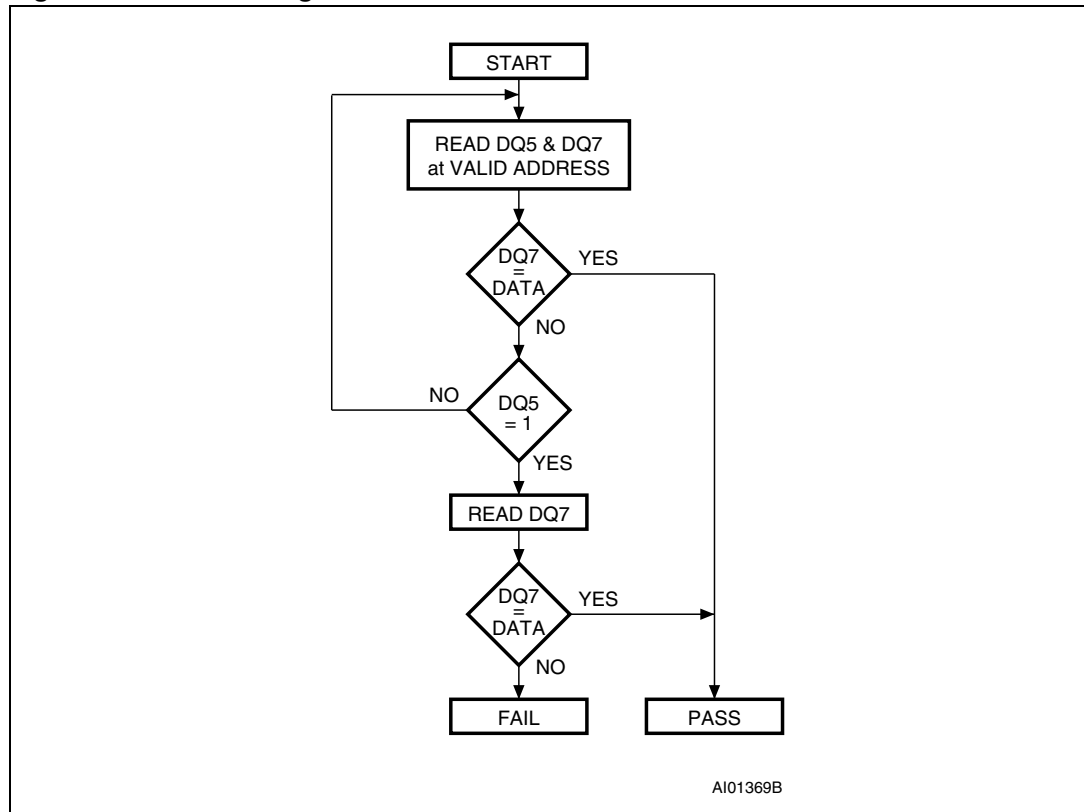 START
READ DQ5 & DQ7
at VALID ADDRESS
DQ7
=
DATA
YES
NO
DQ5
= 1
NO
YES
READ DQ7
DQ7
=
DATA
YES
NO
FAIL
PASS
AI01369B